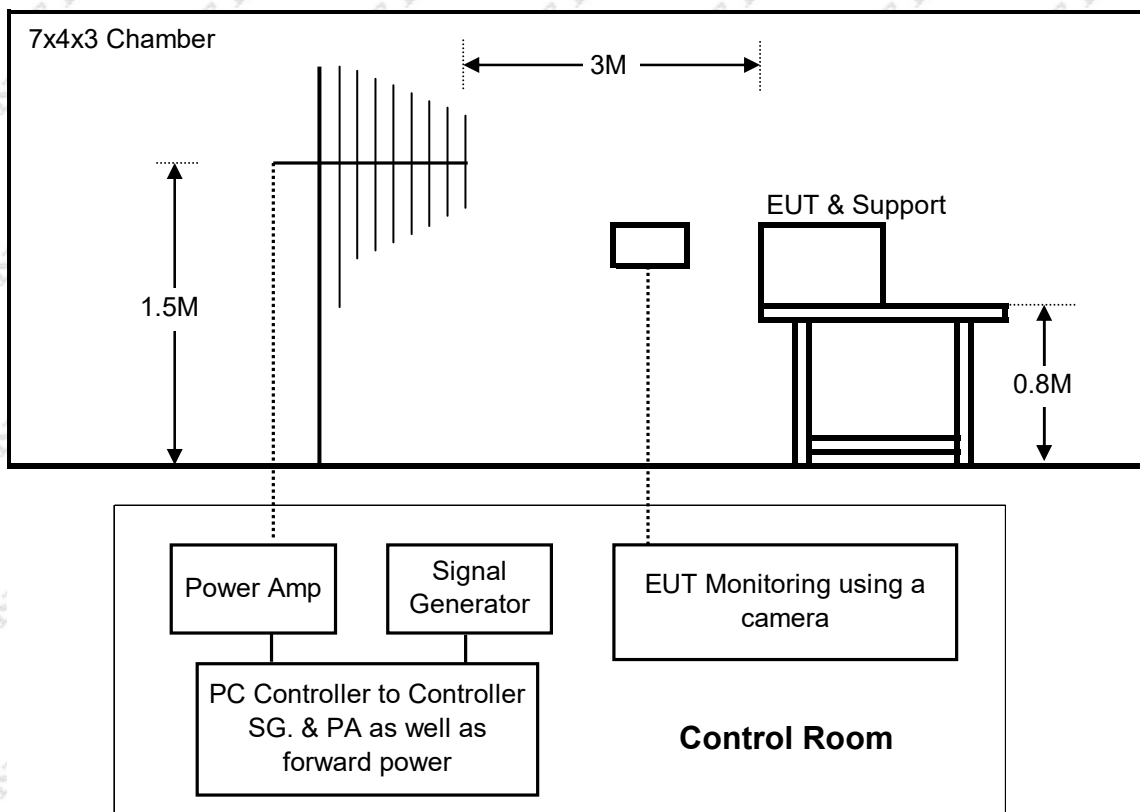 7x4x3 Chamber
3M
EUT & Support
1.5M
0.8M
Power Amp
Signal
Generator
EUT Monitoring using a
camera
PC Controller to Controller
SG. & PA as well as
forward power
Control Room